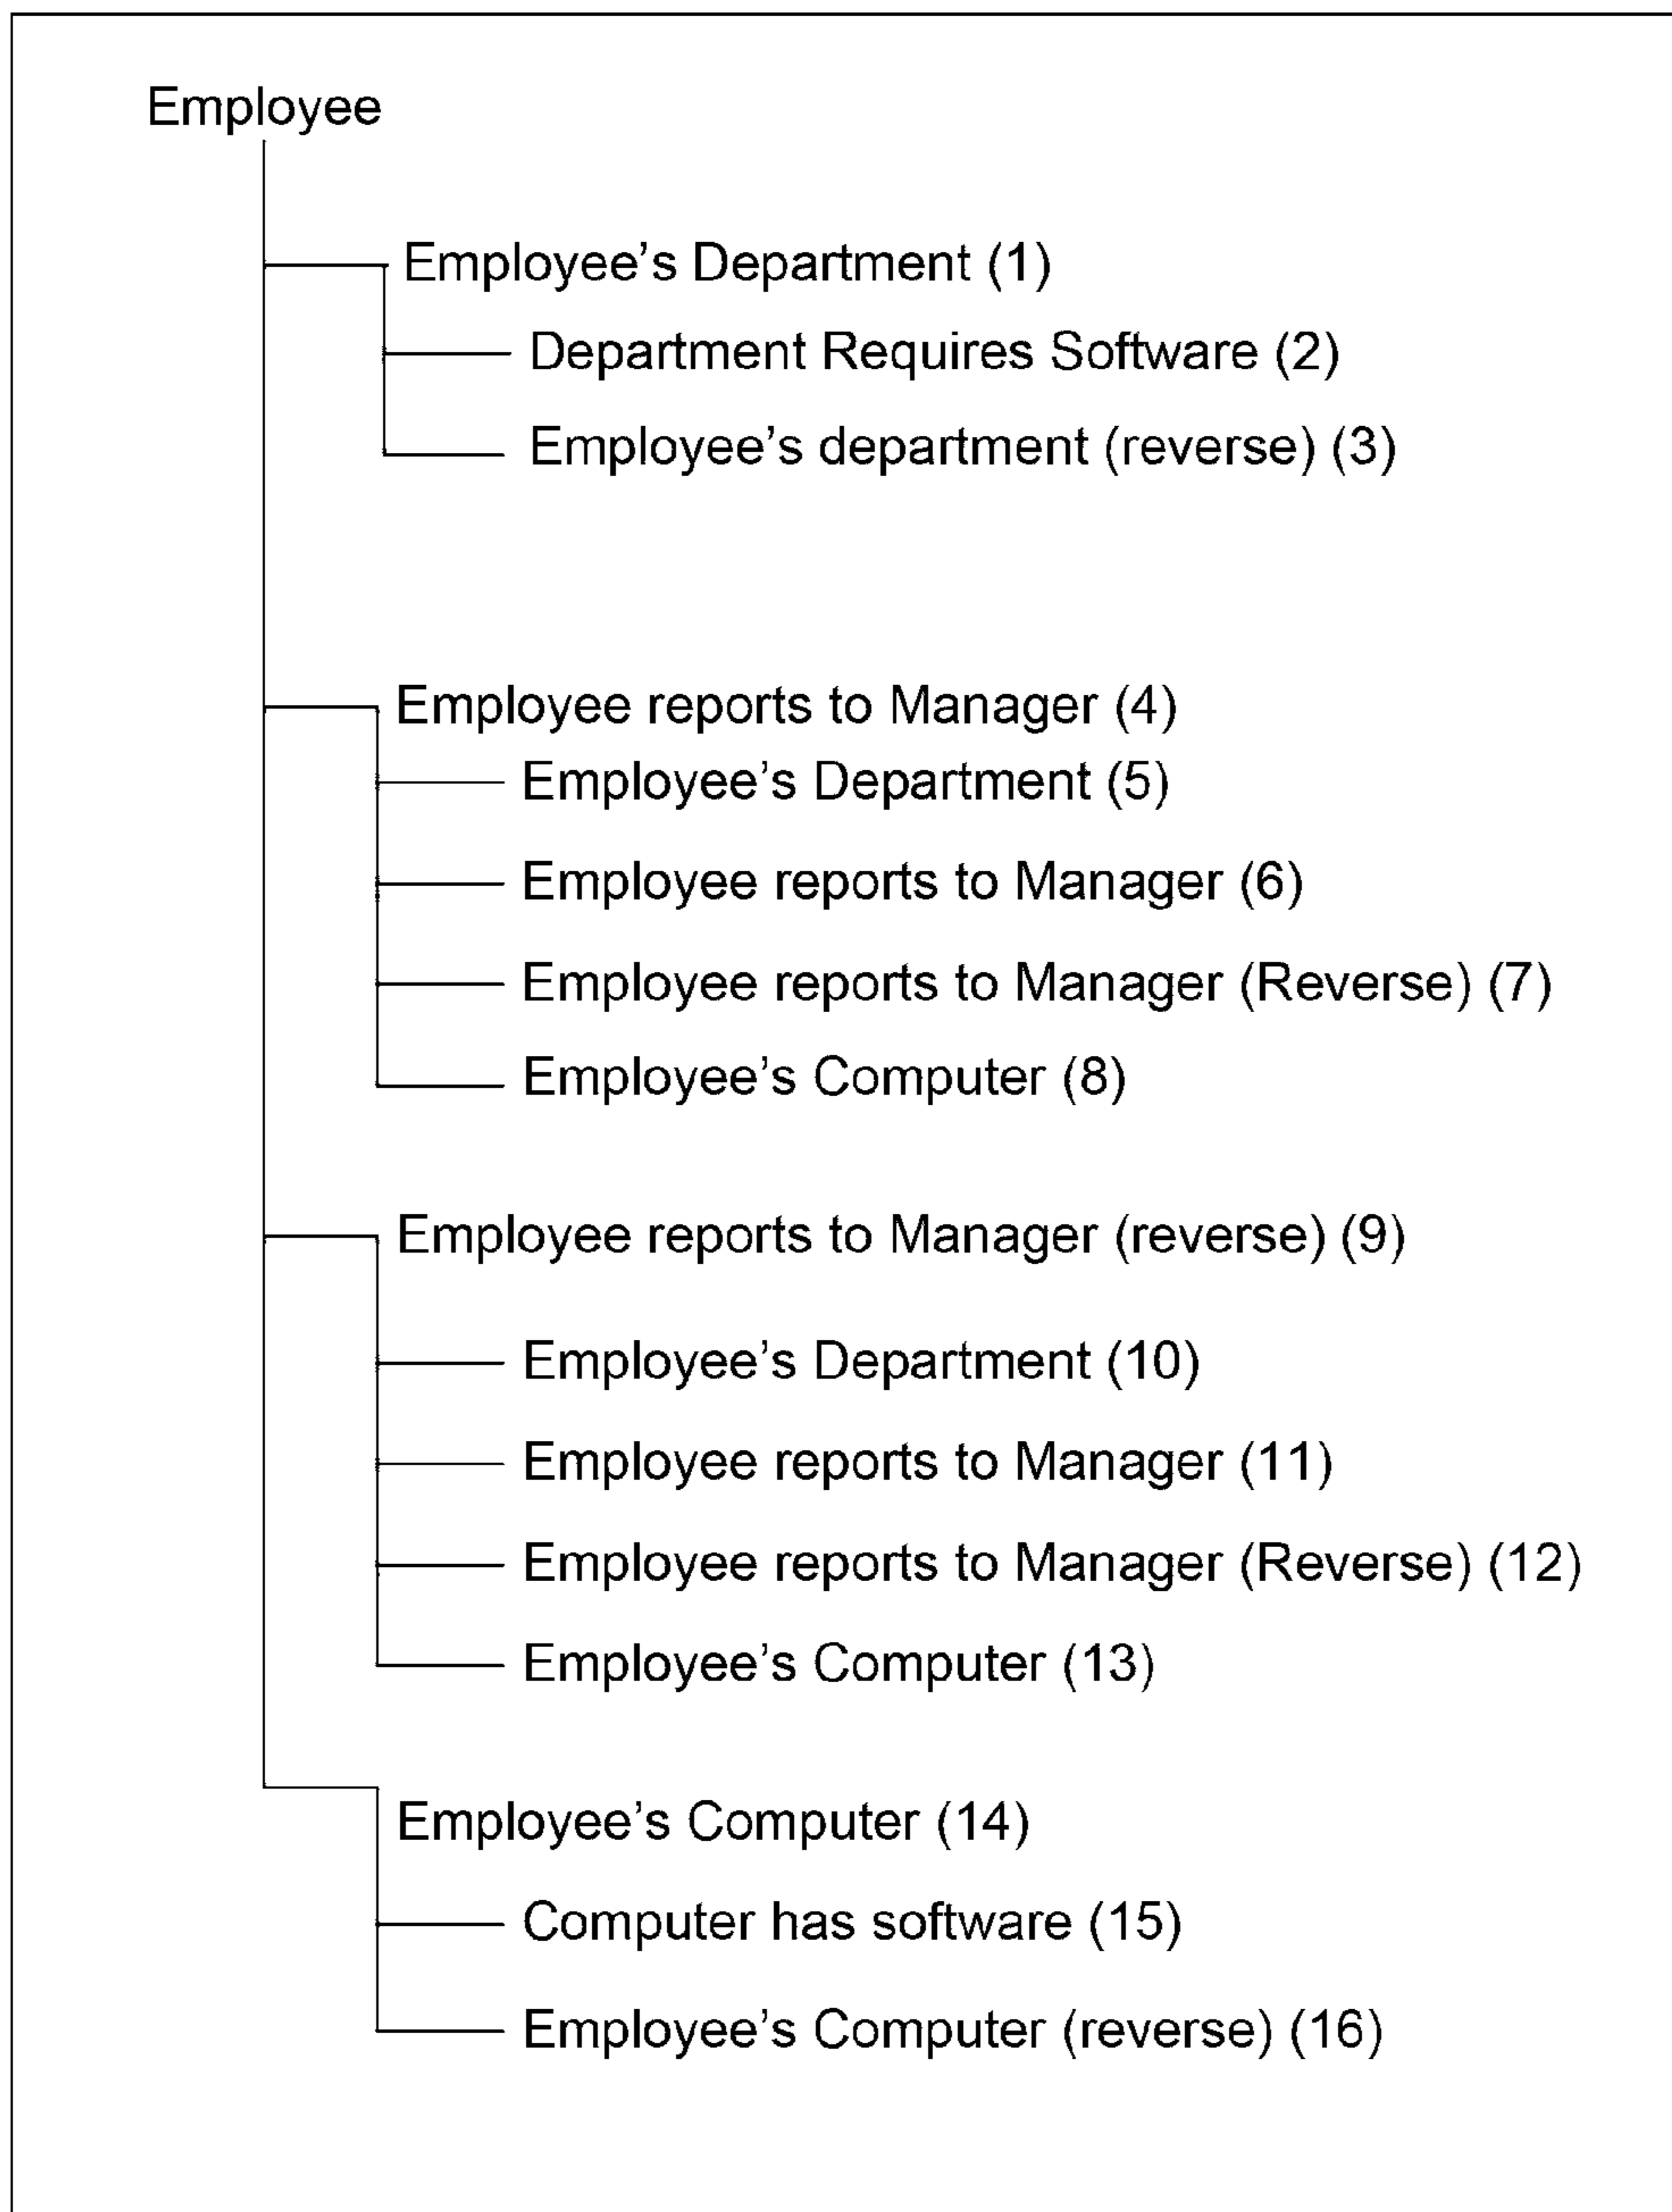 Employee
Employee’s Department (1)
Department Requires Software (2)
Employee’s department (reverse) (3)
Employee reports to Manager (4)
Employee’s Department (5)
Employee reports to Manager (6)
Employee reports to Manager (Reverse) (7)
Employee’s Computer (8)
Employee reports to Manager (reverse) (9)
Employee’s Department (10)
Employee reports to Manager (11)
Employee reports to Manager (Reverse) (12)
Employee’s Computer (13)
Employee’s Computer (14)
Computer has software (15)
Employee’s Computer (reverse) (16)